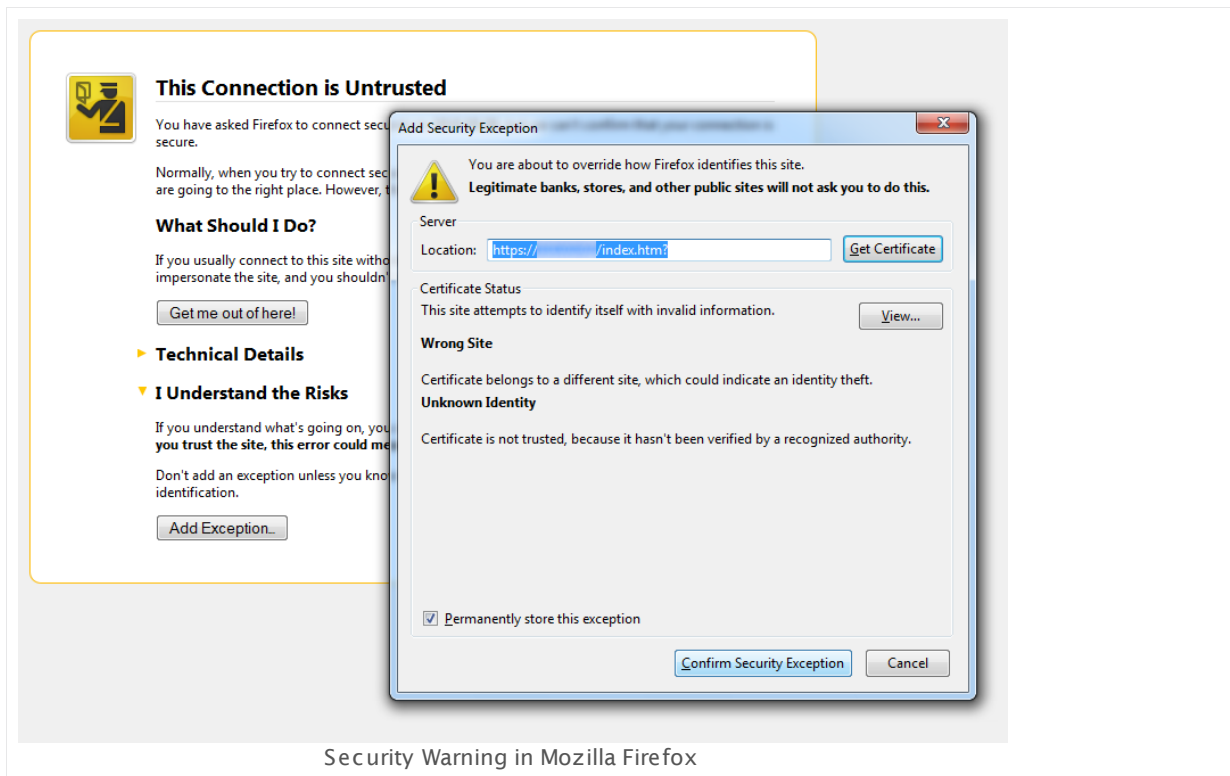 This Connection is Untrusted
You have asked Firefox to connect secu
secure.
Normally, when you try to connect sec
are going to the right place. However, t
What Should I Do?
If you usually connect to this site witho
impersonate the site, and you shouldn'
Get me out of here!
Technical Details
I Understand the Risks
If you understand what's going on, you
you trust the site, this error could me
Don't add an exception unless you kno
identification.
Add Exception...
Add Security Exception
can't confirm that your connection is
You are about to override how Firefox identifies this site.
Legitimate banks, stores, and other public sites will not ask you to do this.
Server
Location: https:// /index.htm?
Get Certificate
Certificate Status
This site attempts to identify itself with invalid information.
View...
Wrong Site
Certificate belongs to a different site, which could indicate an identity theft.
Unknown Identity
Certificate is not trusted, because it hasn't been verified by a recognized authority.
Permanently store this exception
Confirm Security Exception
Cancel
Security Warning in Mozilla Firefox